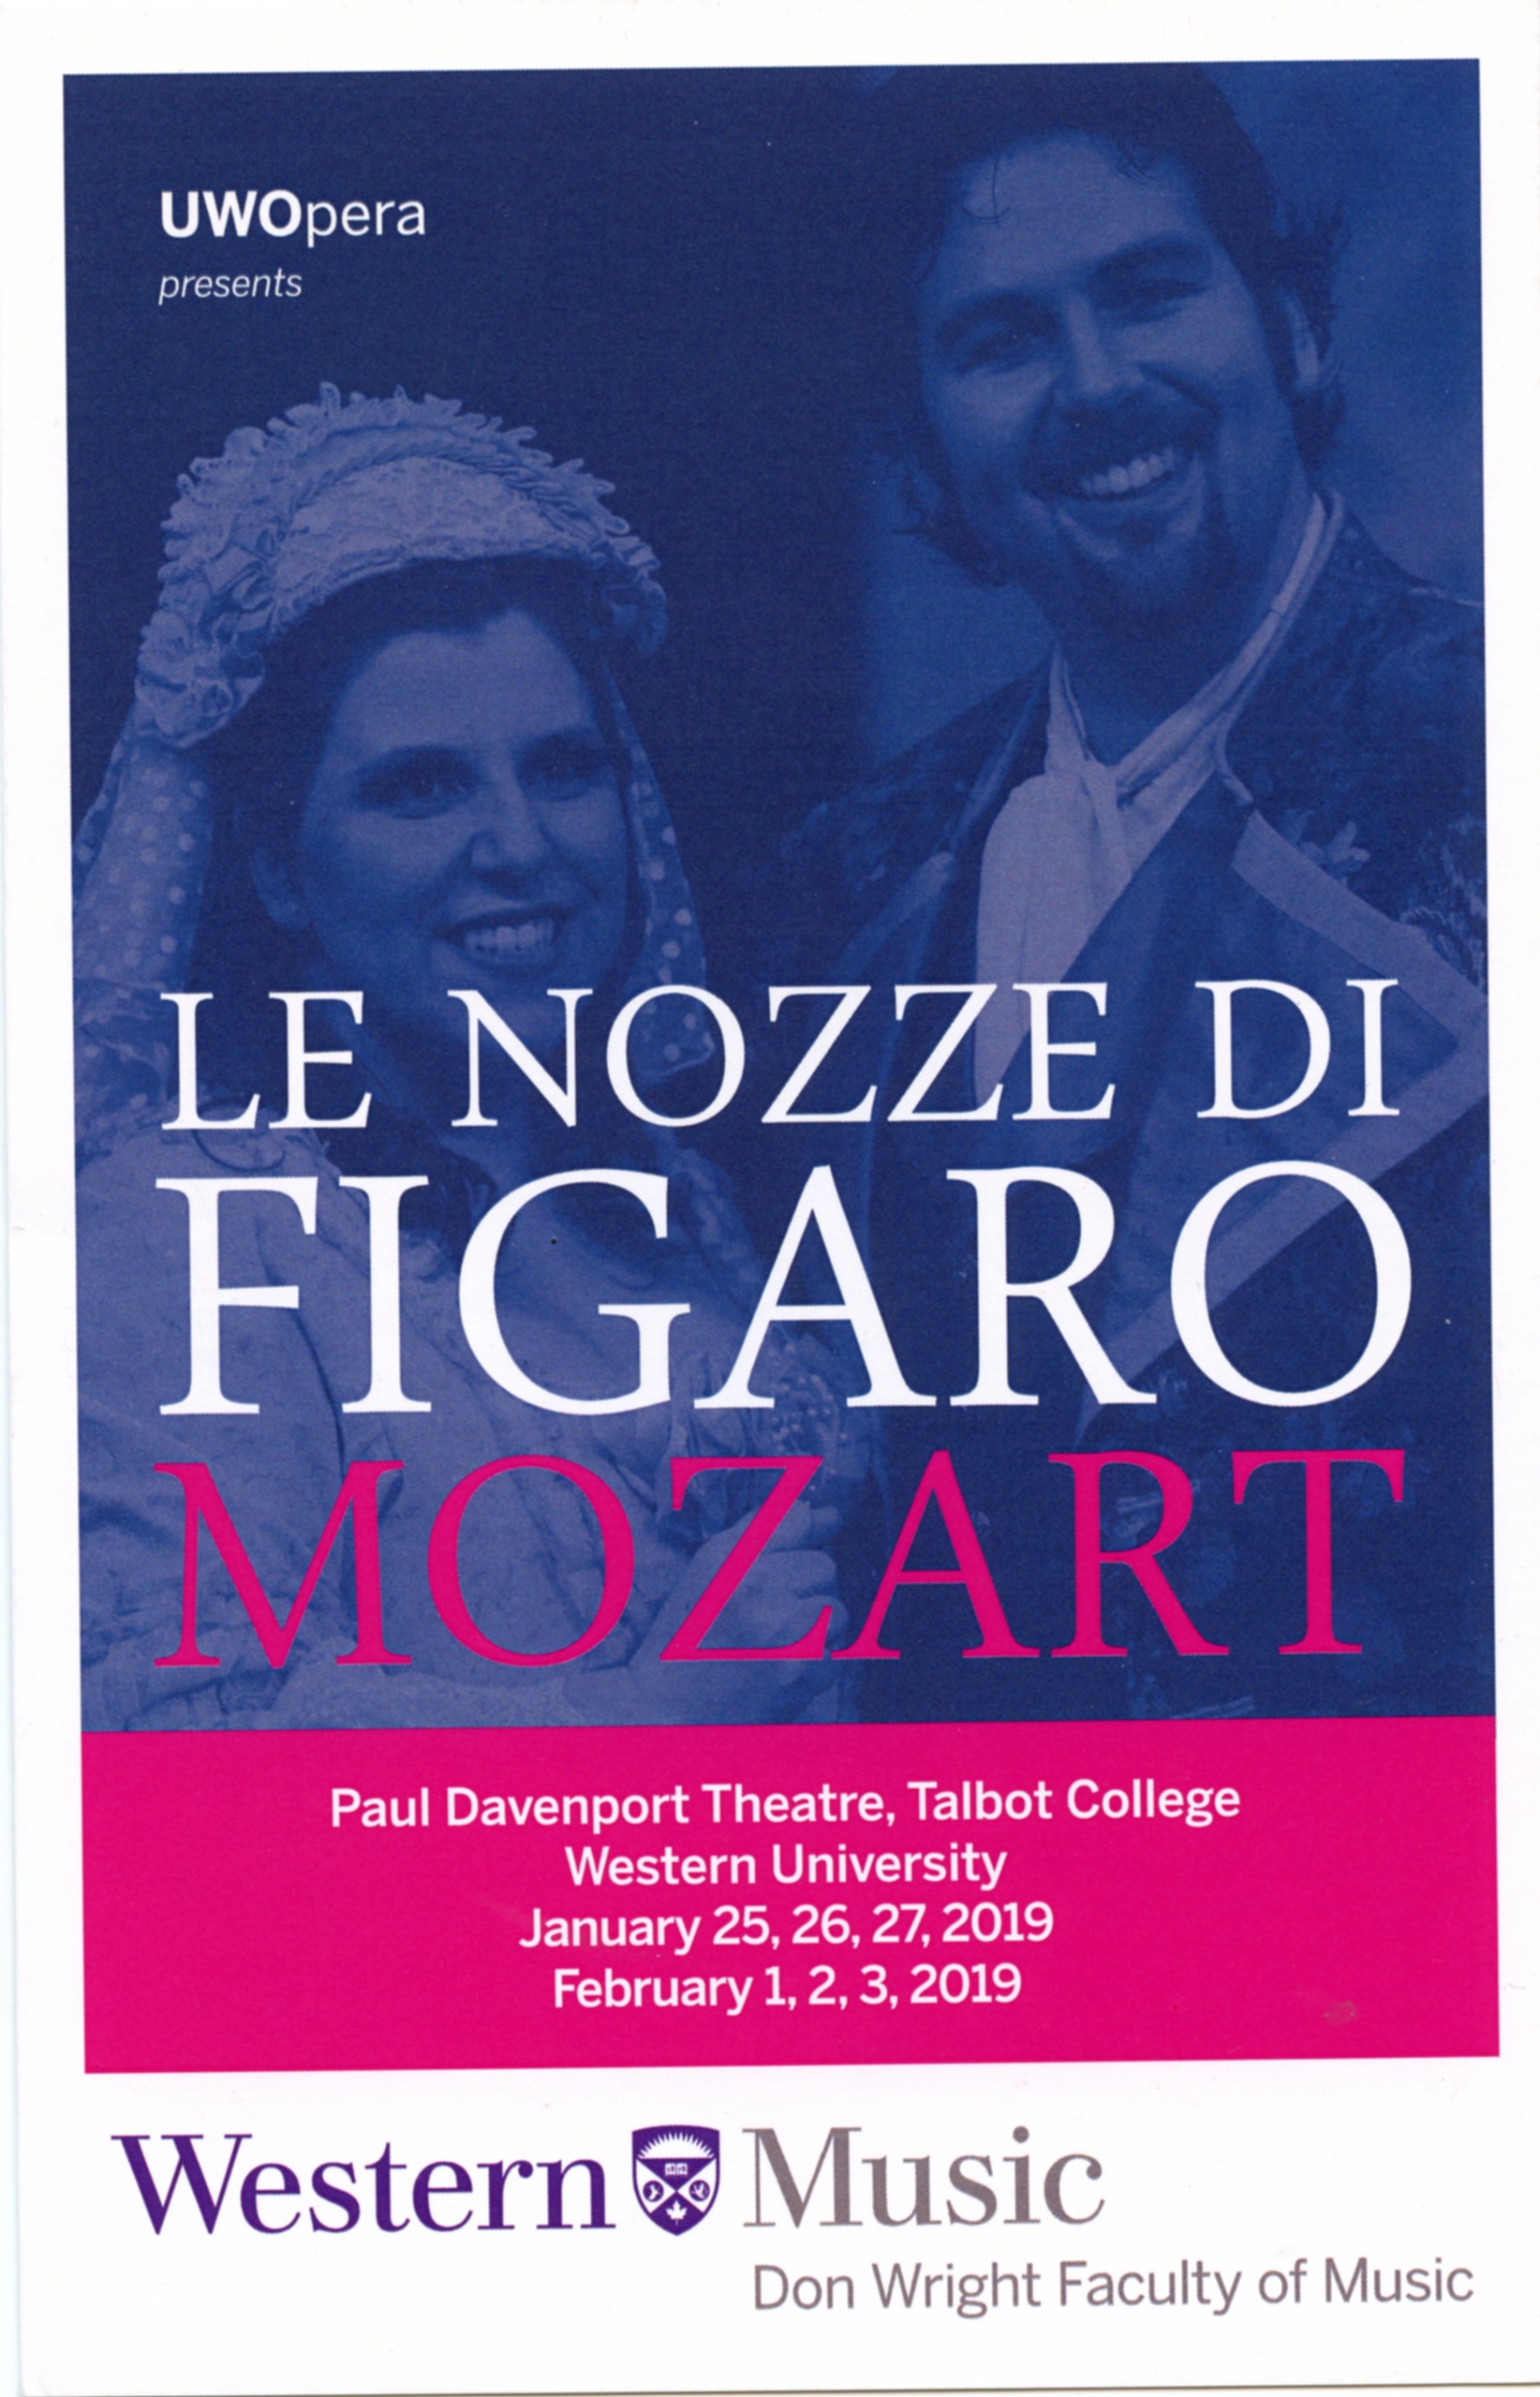 UWOpera
presents
LE NOZZE DI
FIGARO
MOZART
Paul Davenport Theatre, Talbot College
Western University
January 25, 26, 27, 2019
February 1, 2, 3, 2019
Western Music
Don Wright Faculty of Music